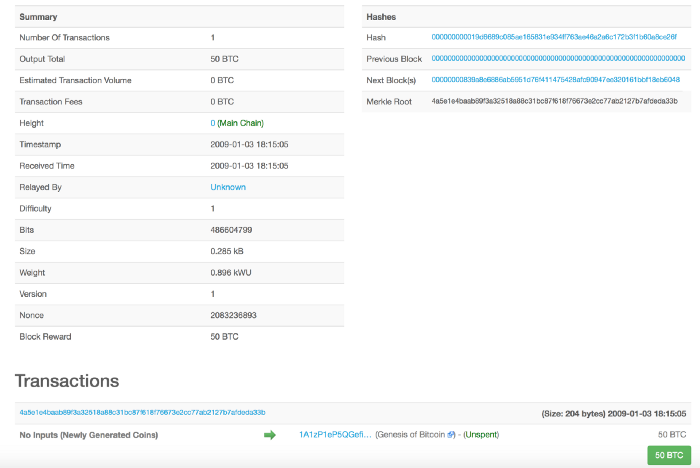 Summary
Number Of Transactions 1
Output Total 50 BTC
Estimated Transaction Volume 0 BTC
Transaction Fees 0 BTC
Height 0 (Main Chain)
Timestamp 2009-01-03 18:15:05
Received Time 2009-01-03 18:15:05
Relayed By Unknown
Difficulty 1
Bits 486604799
Size 0.285 kB
Weight 0.896 kWU
Version 1
Nonce 2083236893
Block Reward 50 BTC
Hashes
Hash 000000000019d6689c085ae165831e934ff763ae46a2a6c172b3f1b60a8ce26f
Previous Block 0000000000000000000000000000000000000000000000000000000000000000
Next Block(s) 00000000839a8e6886ab5951d76f411475428afc90947ee320161bbf18eb6048
Merkle Root 4a5e1e4baab89f3a32518a88c31bc87f618f76673e2cc77ab2127b7afdeda33b
Transactions
4a5e1e4baab89f3a32518a88c31bc87f618f76673e2cc77ab2127b7afdeda33b (Size: 204 bytes) 2009-01-03 18:15:05
No Inputs (Newly Generated Coins) 1A1zP1eP5QGefi... (Genesis of Bitcoin) - (Unspent) 50 BTC
50 BTC